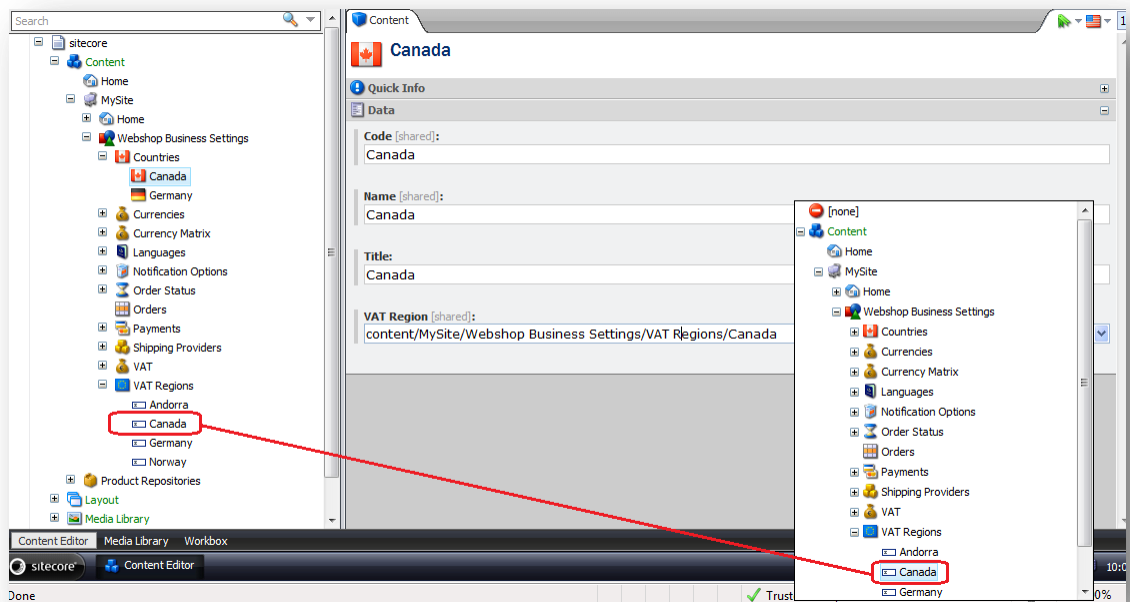 Search
sitecore
Content
Home
MySite
Home
Webshop Business Settings
Countries
Canada
Germany
Currencies
Currency Matrix
Languages
Notification Options
Order Status
Orders
Payments
Shipping Providers
VAT
VAT Regions
Andorra
Canada
Germany
Norway
Product Repositories
Layout
Media Library
Content
1
Canada
Quick Info
Data
Code [shared]:
Canada
Name [shared]:
Canada
Title:
Canada
VAT Region [shared]:
content/MySite/Webshop Business Settings/VAT Regions/Canada
[none]
Content
Home
MySite
Home
Webshop Business Settings
Countries
Currencies
Currency Matrix
Languages
Notification Options
Order Status
Orders
Payments
Shipping Providers
VAT
VAT Regions
Andorra
Canada
Germany
Content Editor Media Library Workbox
sitecore Content Editor 10:0
Done Trust 0%